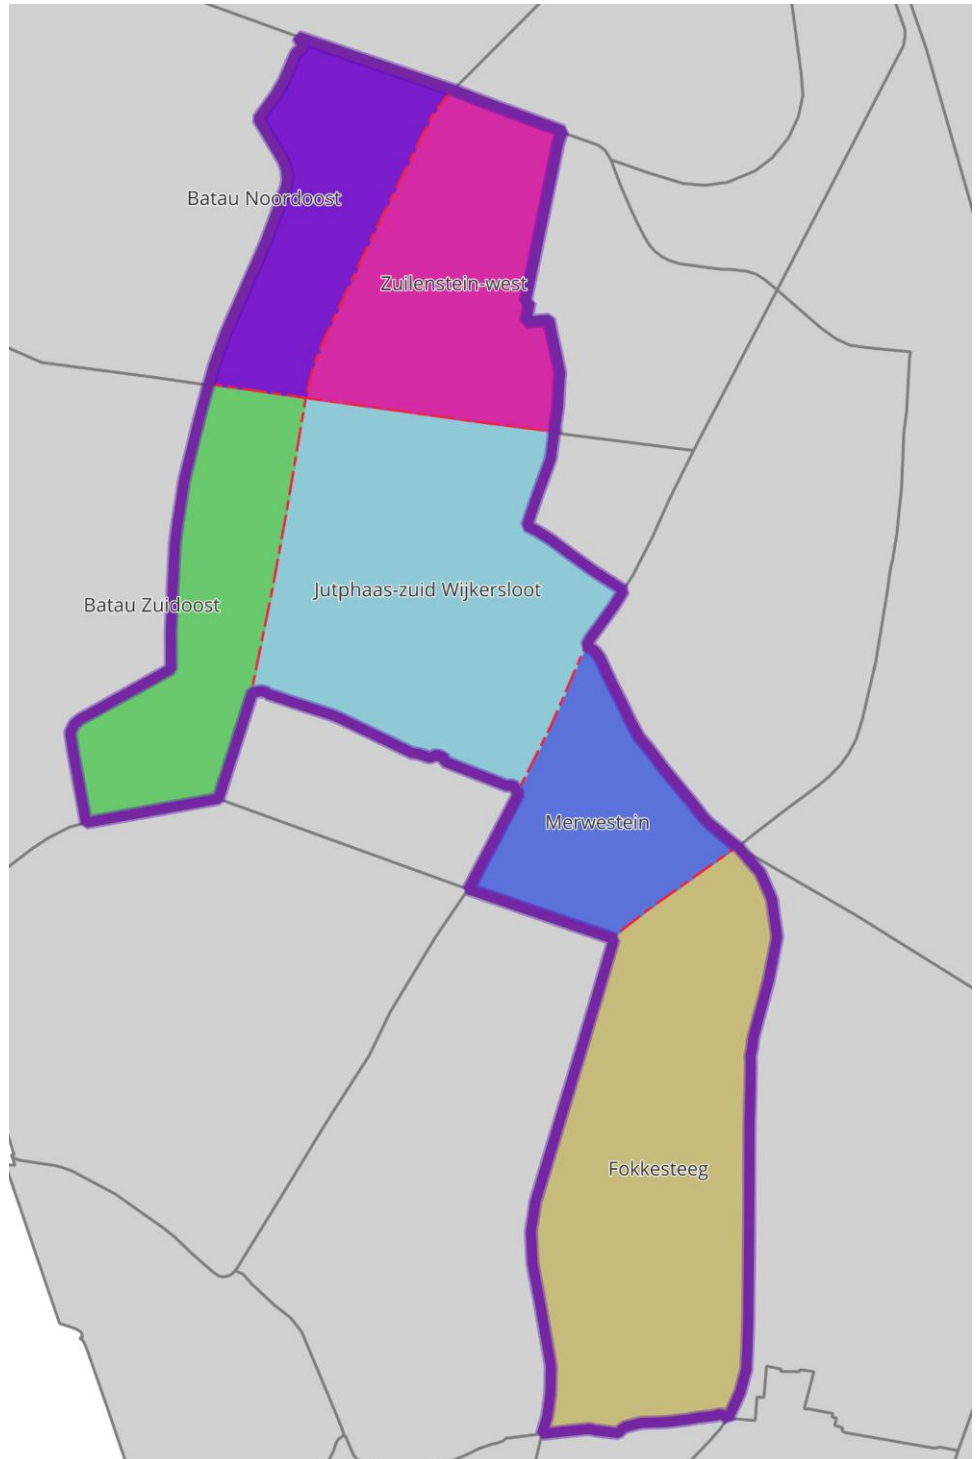 Batau Noordoost
Zuilenstein-west
Jutphaas-zuid Wijkersloot
Batau Zuidoost
Merwestein
Fokkesteeg